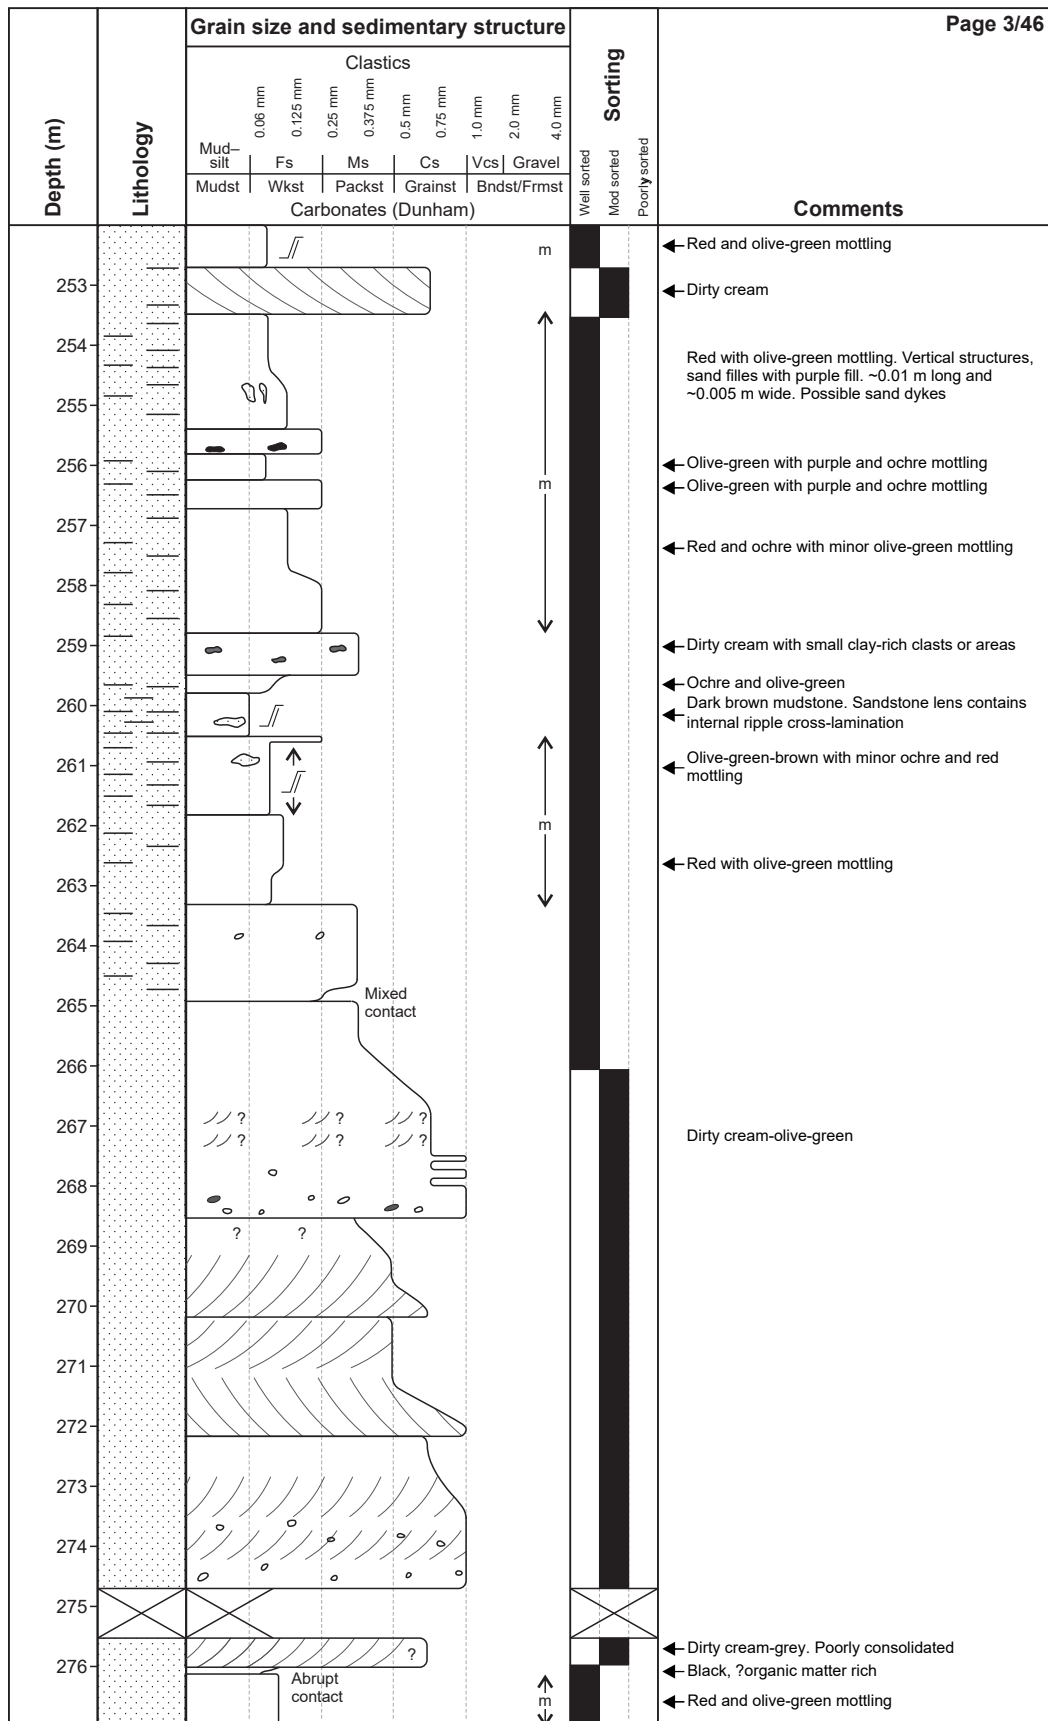 Grain size and sedimentary structure
Page 3/46
Depth (m)
Lithology
Clastics
0.06 mm
0.125 mm
0.25 mm
0.375 mm
0.5 mm
0.75 mm
1.0 mm
2.0 mm
4.0 mm
Mud–
silt
Fs
Ms
Cs
Vcs
Gravel
Mudst
Wkst
Packst
Grainst
Bndst/Frmst
Carbonates (Dunham)
Sorting
Well sorted
Mod sorted
Poorly sorted
Comments
m
Red and olive-green mottling
253
Dirty cream
254
Red with olive-green mottling. Vertical structures,
sand filles with purple fill. ~0.01 m long and
~0.005 m wide. Possible sand dykes
255
256
Olive-green with purple and ochre mottling
m
Olive-green with purple and ochre mottling
257
Red and ochre with minor olive-green mottling
258
259
Dirty cream with small clay-rich clasts or areas
Ochre and olive-green
260
Dark brown mudstone. Sandstone lens contains
internal ripple cross-lamination
261
Olive-green-brown with minor ochre and red
mottling
262
m
Red with olive-green mottling
263
264
265
Mixed
contact
266
267
? ? ?
? ? ?
Dirty cream-olive-green
268
? ?
269
270
271
272
273
274
275
?
Dirty cream-grey. Poorly consolidated
276
Black, ?organic matter rich
Abrupt
contact
m
Red and olive-green mottling